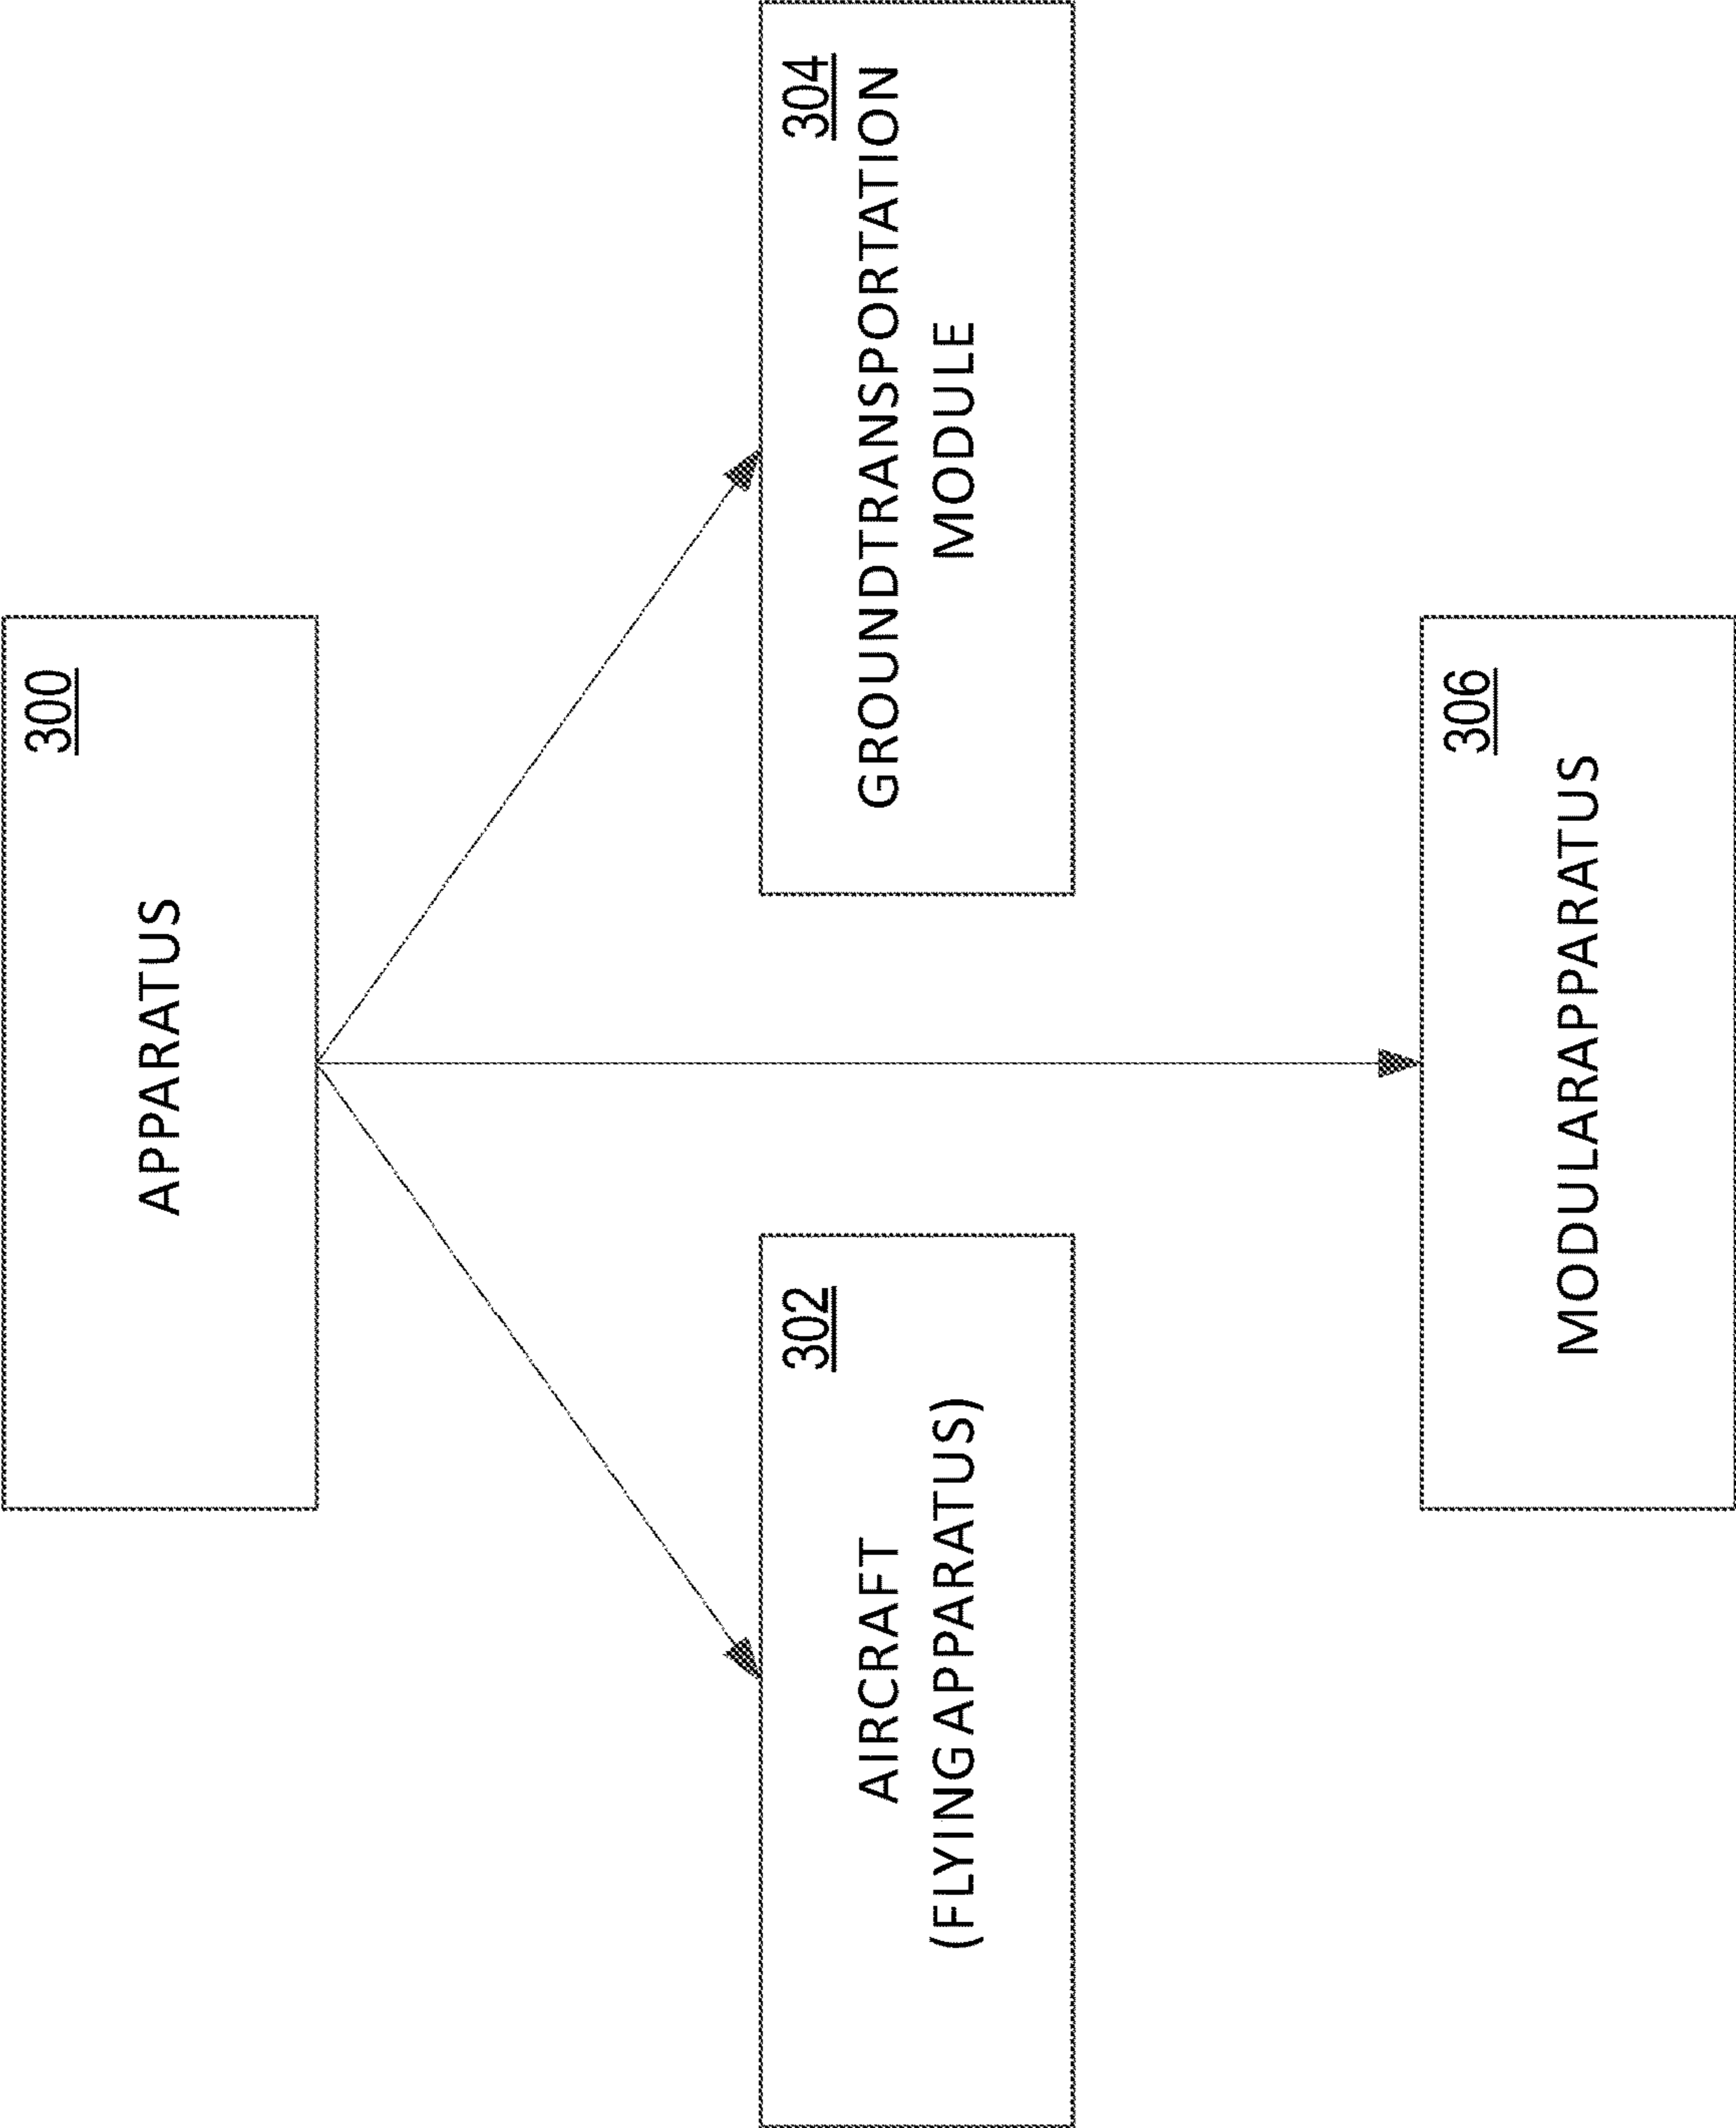 300
APPARATUS
302
AIRCRAFT
(FLYINGAPPARATUS)
304
GROUNDTRANSPORTATION
MODULE
306
MODULARAPPARATUS